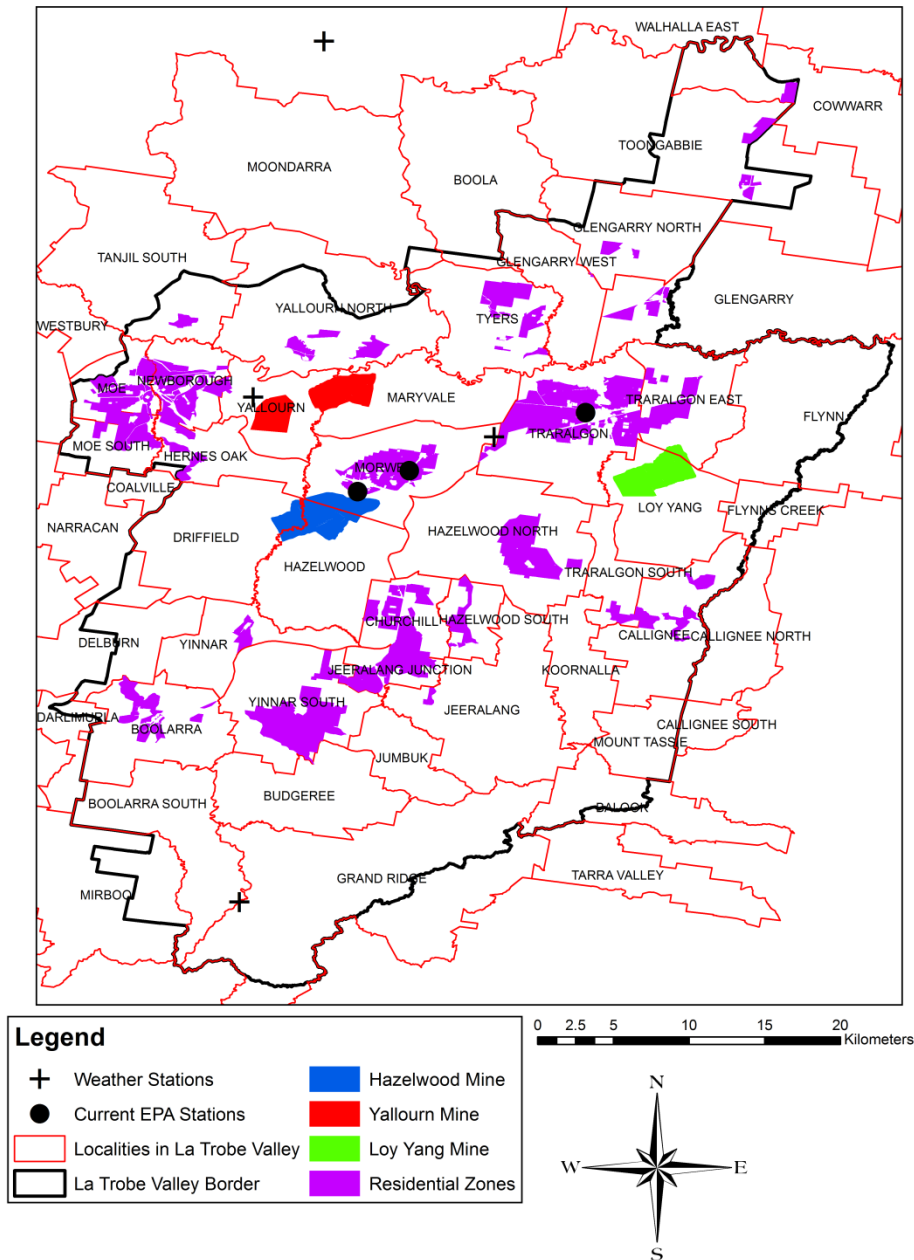 WALHALLA EAST
COWWARR
TOONGABBIE
MOONDARRA
BOOLA
GLENGARRY NORTH
TANJIL SOUTH
GLENGARRY WEST
GLENGARRY
YALLOURN NORTH
TYERS
WESTBURY
NEWBOROUGH
MOE
MARYVALE
TRARALGON EAST
YALLOURN
FLYNN
TRARALGON
MOE SOUTH
HERNES OAK
MORWELL
COALVILLE
LOY YANG
FLYNNS CREEK
NARRACAN
DRIFFIELD
HAZELWOOD NORTH
HAZELWOOD
TRARALGON SOUTH
CHURCHILL
HAZELWOOD SOUTH
CALLIGNEE
CALLIGNEE NORTH
DELBURN
YINNAR
JEERALANG JUNCTION
KOORNALLA
YINNAR SOUTH
JEERALANG
DARLIMURLA
BOOLARRA
CALLIGNEE SOUTH
MOUNT TASSIE
JUMBUK
BUDGEREE
BOOLARRA SOUTH
BALOOK
GRAND RIDGE
TARRA VALLEY
MIRBOO
Legend
Weather Stations
Current EPA Stations
Localities in La Trobe Valley
La Trobe Valley Border
Hazelwood Mine
Yallourn Mine
Loy Yang Mine
Residential Zones
0 2.5 5 10 15 20
Kilometers
N
W E
S